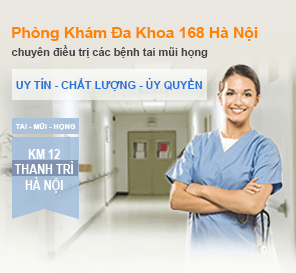 Phòng Khám Đa Khoa 168 Hà Nội
chuyên điều trị các bệnh tai mũi họng
UY TÍN - CHẤT LƯỢNG - ỦY QUYỀN
TAI - MŨI - HỌNG
KM 12
THANH TRÌ
HÀ NỘI